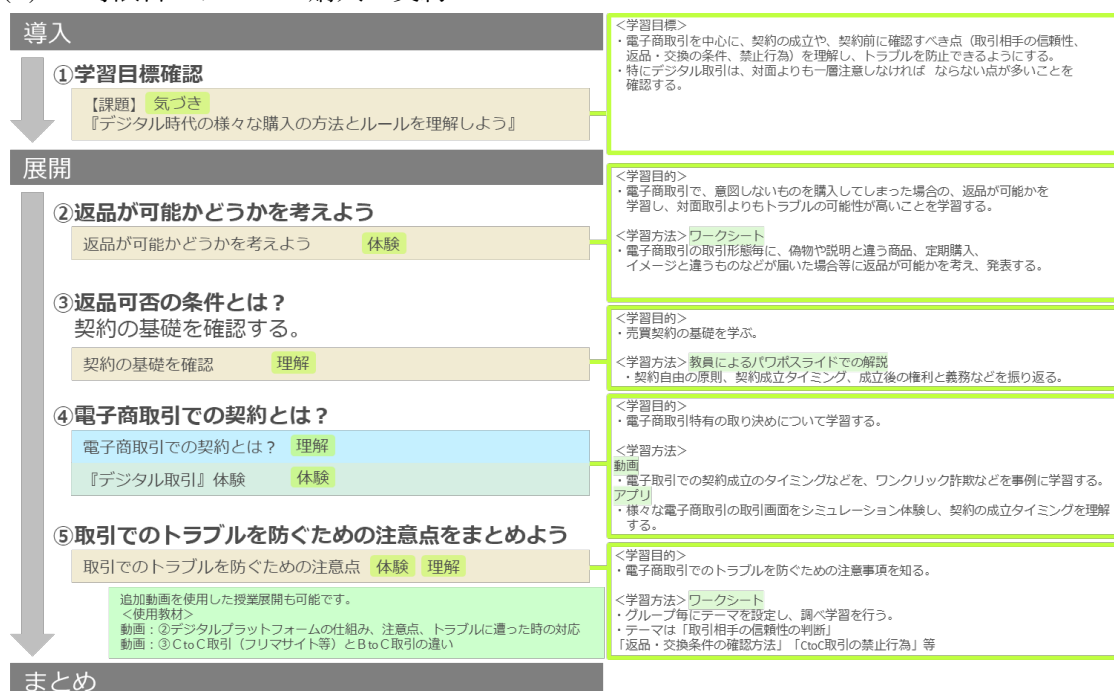 導入
①学習目標確認
【課題】 気づき
『デジタル時代の様々な購入の方法とルールを理解しよう』
<学習目標>
・電子商取引を中心に、契約の成立や、契約前に確認すべき点（取引相手の信頼性、
返品・交換の条件、禁止行為）を理解し、トラブルを防止できるようにする。
・特にデジタル取引は、対面よりも一層注意しなければ ならない点が多いことを
確認する。
展開
②返品が可能かどうかを考えよう
返品が可能かどうかを考えよう 体験
<学習目的>
・電子商取引で、意図しないものを購入してしまった場合の、返品が可能かを
学習し、対面取引よりもトラブルの可能性が高いことを学習する。
<学習方法>ワークシート
・電子商取引の取引形態毎に、偽物や説明と違う商品、定期購入、
イメージと違うものなどが届いた場合等に返品が可能かを考え、発表する。
③返品可否の条件とは？
契約の基礎を確認する。
契約の基礎を確認 理解
<学習目的>
・売買契約の基礎を学ぶ。
<学習方法>教員によるパワポスライドでの解説
・契約自由の原則、契約成立タイミング、成立後の権利と義務などを振り返る。
④電子商取引での契約とは？
電子商取引での契約とは？ 理解
『デジタル取引』体験 体験
<学習目的>
・電子商取引特有の取り決めについて学習する。
<学習方法>
動画
・電子取引での契約成立のタイミングなどを、ワンクリック詐欺などを事例に学習する。
アプリ
・様々な電子商取引の取引画面をシミュレーション体験し、契約の成立タイミングを理解
する。
⑤取引でのトラブルを防ぐための注意点をまとめよう
取引でのトラブルを防ぐための注意点 体験 理解
追加動画を使用した授業展開も可能です。
<使用教材>
動画：②デジタルプラットフォームの仕組み、注意点、トラブルに遭った時の対応
動画：③ＣtoＣ取引（フリマサイト等）とＢtoＣ取引の違い
<学習目的>
・電子商取引でのトラブルを防ぐための注意事項を知る。
<学習方法>ワークシート
・グループ毎にテーマを設定し、調べ学習を行う。
・テーマは「取引相手の信頼性の判断」
「返品・交換条件の確認方法」「CtoC取引の禁止行為」等
まとめ